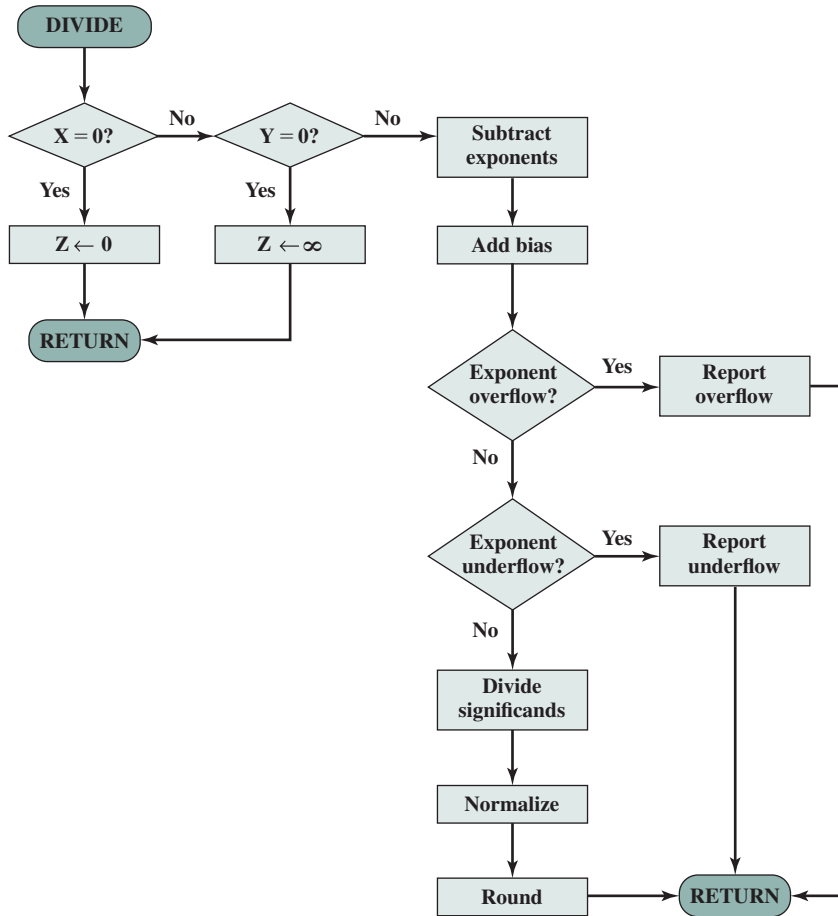 DIVIDE
X = 0?
No
Y = 0?
No
Subtract
exponents
Yes
Yes
Z ← 0
Z ← ∞
Add bias
RETURN
Exponent
overflow?
Yes
Report
overflow
No
Exponent
underflow?
Yes
Report
underflow
No
Divide
significands
Normalize
Round
RETURN